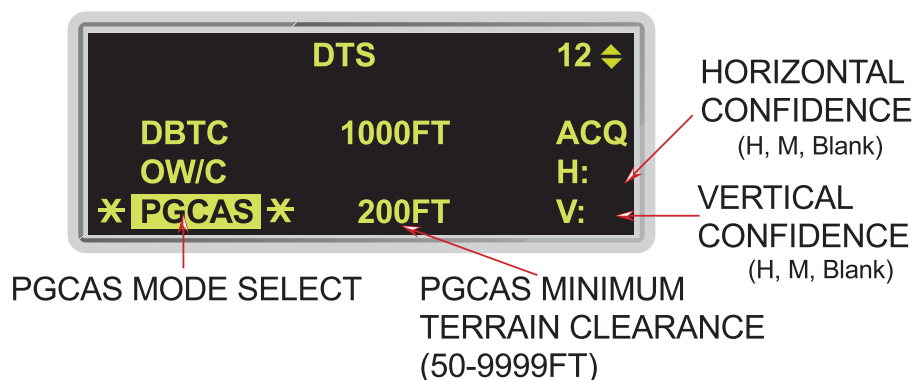 DTS 12
DBTC 1000FT ACQ
OW/C H:
* PGCAS * 200FT V:
HORIZONTAL
CONFIDENCE
(H, M, Blank)
VERTICAL
CONFIDENCE
(H, M, Blank)
PGCAS MODE SELECT
PGCAS MINIMUM
TERRAIN CLEARANCE
(50-9999FT)